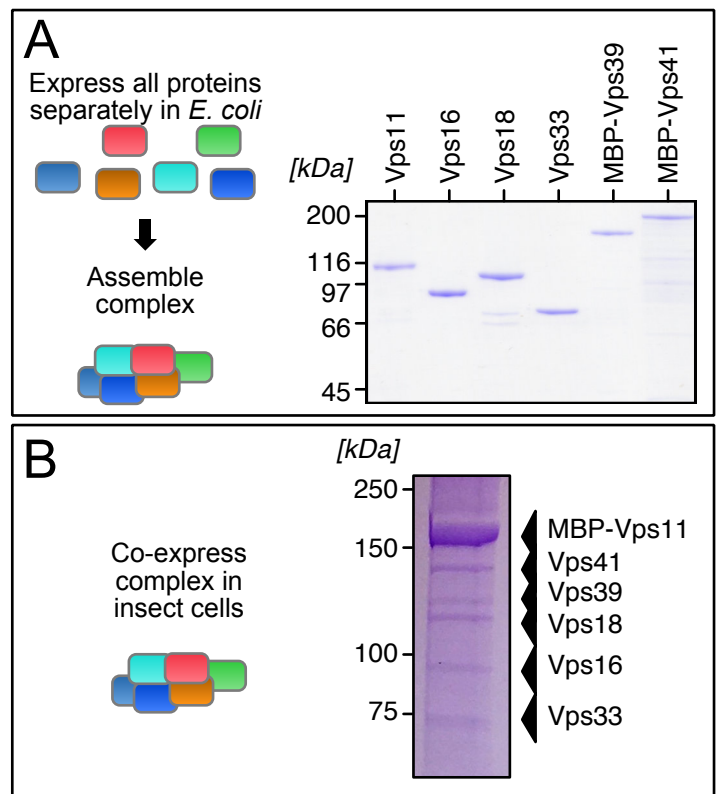 A
Express all proteins
separately in E. coli
Assemble
complex
[kDa]
Vps11
Vps16
Vps18
Vps33
MBP-Vps39
MBP-Vps41
200
116
97
66
45
B
Co-express
complex in
insect cells
[kDa]
250
150
100
75
MBP-Vps11
Vps41
Vps39
Vps18
Vps16
Vps33